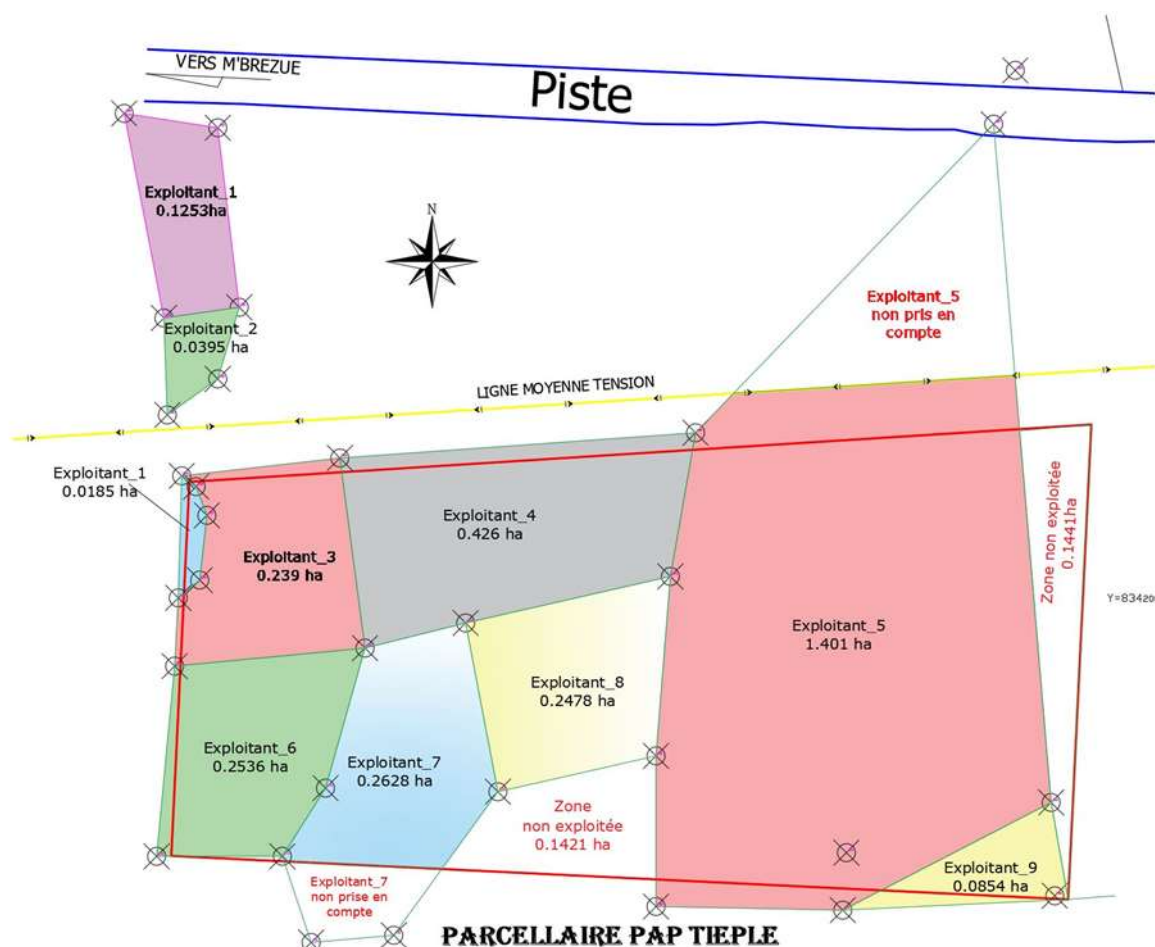 VERS M'BREZUE
Piste
Exploitant_1
0.1253ha
N
Exploitant_2
0.0395 ha
Exploitant_5
non pris en
compte
LIGNE MOYENNE TENSION
Exploitant_1
0.0185 ha
Exploitant_3
0.239 ha
Exploitant_4
0.426 ha
Zone non exploitée
0.1441ha
Exploitant_5
1.401 ha
Exploitant_8
0.2478 ha
Exploitant_6
0.2536 ha
Exploitant_7
0.2628 ha
Zone
non exploitée
0.1421 ha
Exploitant_9
0.0854 ha
Exploitant_7
non prise en
compte
PARCELLAIRE PAP TIEPLE